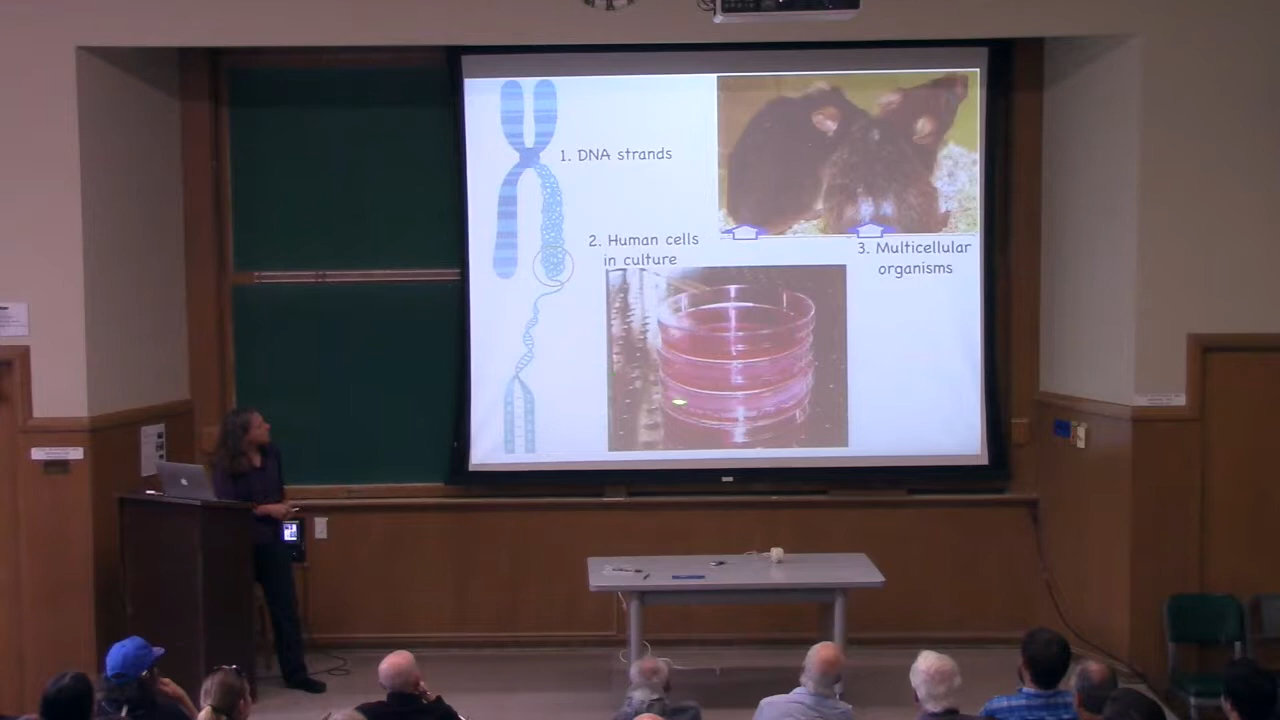 1. DNA strands
2. Human cells
in culture
3. Multicellular
organisms